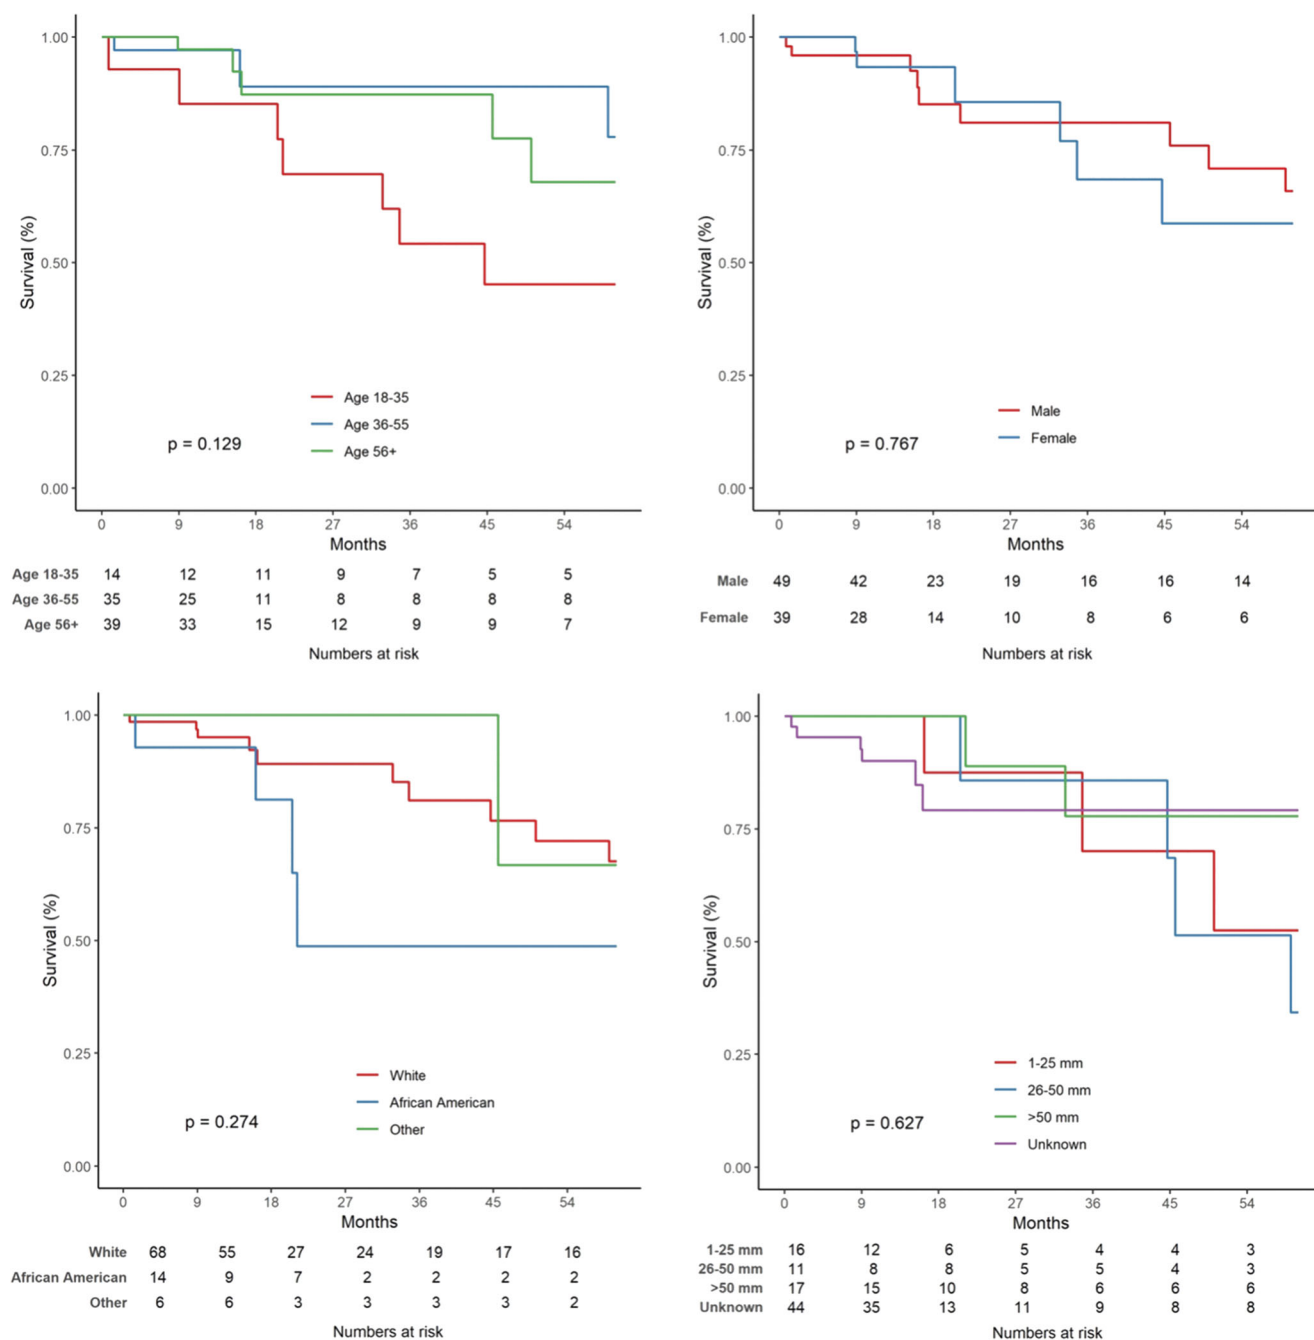 1.00
0.75
0.50
0.25
0.00
Survival (%)
Age 18-35
Age 36-55
Age 56+
p = 0.129
0 9 18 27 36 45 54
Months
Age 18-35 14 12 11 9 7 5 5
Age 36-55 35 25 11 8 8 8 8
Age 56+ 39 33 15 12 9 9 7
Numbers at risk
1.00
0.75
0.50
0.25
0.00
Survival (%)
Male
Female
p = 0.767
0 9 18 27 36 45 54
Months
Male 49 42 23 19 16 16 14
Female 39 28 14 10 8 6 6
Numbers at risk
1.00
0.75
0.50
0.25
0.00
Survival (%)
White
African American
Other
p = 0.274
0 9 18 27 36 45 54
Months
White 68 55 27 24 19 17 16
African American 14 9 7 2 2 2 2
Other 6 6 3 3 3 3 2
Numbers at risk
1.00
0.75
0.50
0.25
0.00
Survival (%)
1-25 mm
26-50 mm
>50 mm
Unknown
p = 0.627
0 9 18 27 36 45 54
Months
1-25 mm 16 12 6 5 4 4 3
26-50 mm 11 8 8 5 5 4 3
>50 mm 17 15 10 8 6 6 6
Unknown 44 35 13 11 9 8 8
Numbers at risk